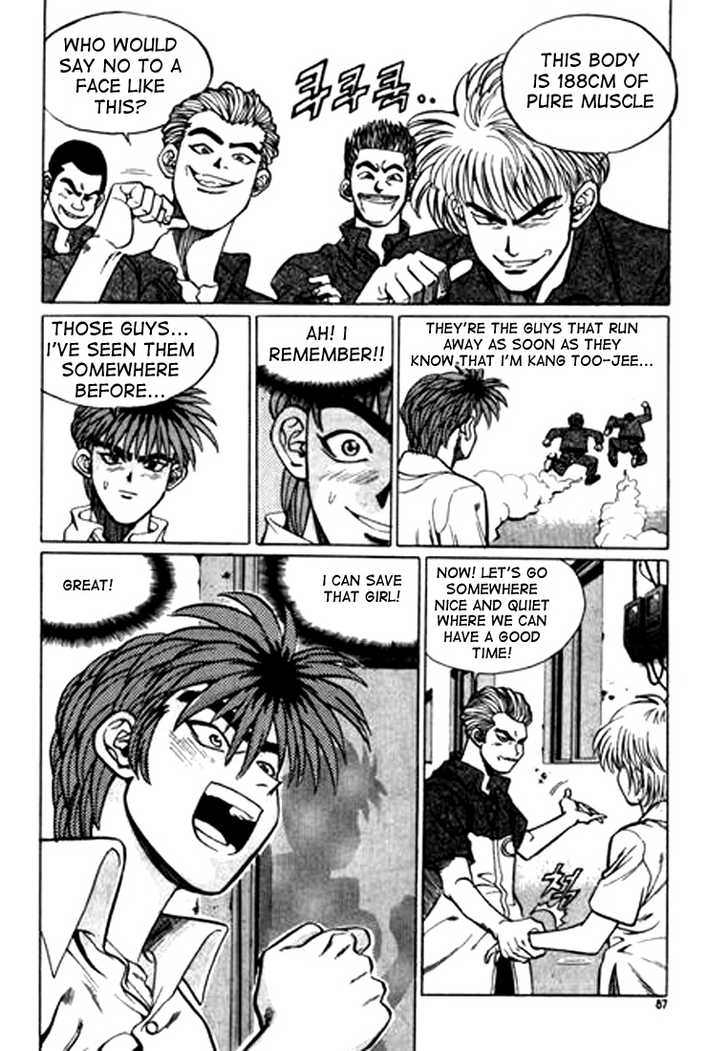 WHO WOULD
SAY NO TO A
FACE LIKE
THIS?
쿡쿡쿡..
THIS BODY
IS 188CM OF
PURE MUSCLE
THOSE GUYS...
I'VE SEEN THEM
SOMEWHERE
BEFORE...
AH! I
REMEMBER!!
THEY'RE THE GUYS THAT RUN
AWAY AS SOON AS THEY
KNOW THAT I'M KANG TOO-JEE...
GREAT!
I CAN SAVE
THAT GIRL!
NOW! LET'S GO
SOMEWHERE
NICE AND QUIET
WHERE WE CAN
HAVE A GOOD
TIME!
척
87